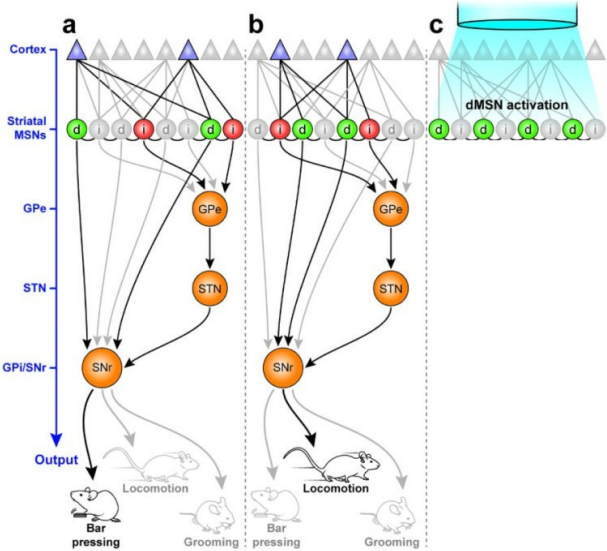 a
b
c
Cortex
dMSN activation
Striatal
MSNs
d i d i d i d i
d i d i d i d i
d i d i d i d i
GPe
GPe
GPe
STN
STN
STN
GPi/SNr
SNr
SNr
Output
Locomotion
Locomotion
Bar
pressing
Grooming
Bar
pressing
Grooming